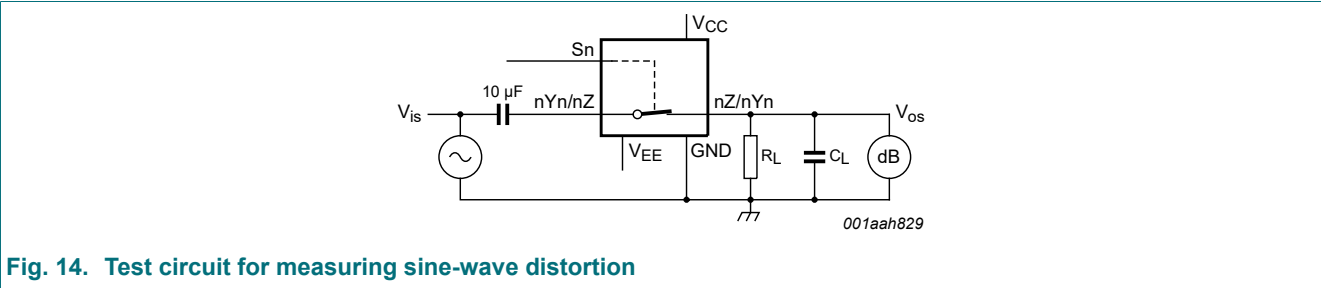 VCC
Sn
10 µF
nYn/nZ
nZ/nYn
Vis
Vos
VEE
GND
RL
CL
dB
001aah829
Fig. 14. Test circuit for measuring sine-wave distortion